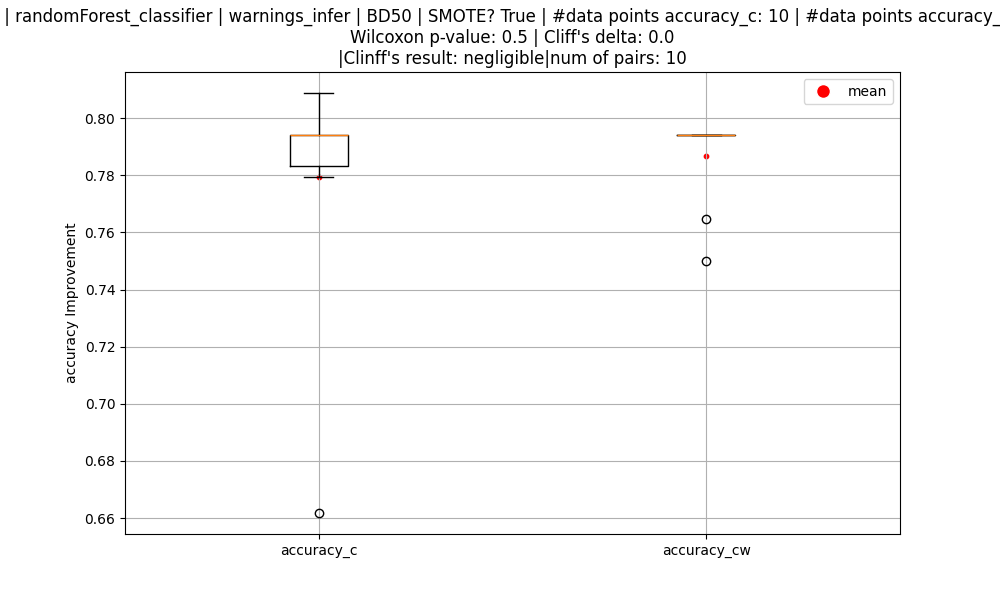 | randomForest_classifier | warnings_infer | BD50 | SMOTE? True | #data points accuracy_c: 10 | #data points accuracy_
Wilcoxon p-value: 0.5 | Cliff's delta: 0.0
|Clinff's result: negligible|num of pairs: 10
mean
0.80
0.78
0.76
0.74
0.72
0.70
0.68
0.66
accuracy Improvement
accuracy_c
accuracy_cw